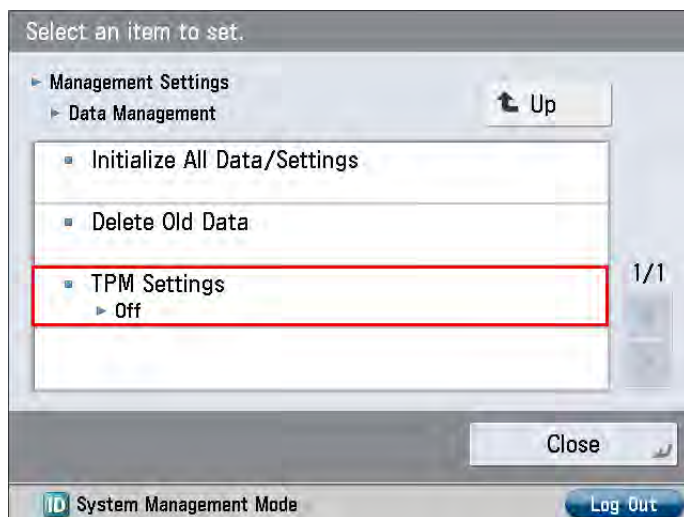 Select an item to set.
Management Settings
Up
Data Management
Initialize All Data/Settings
Delete Old Data
TPM Settings
Off
1/1
Close
ID System Management Mode
Log Out